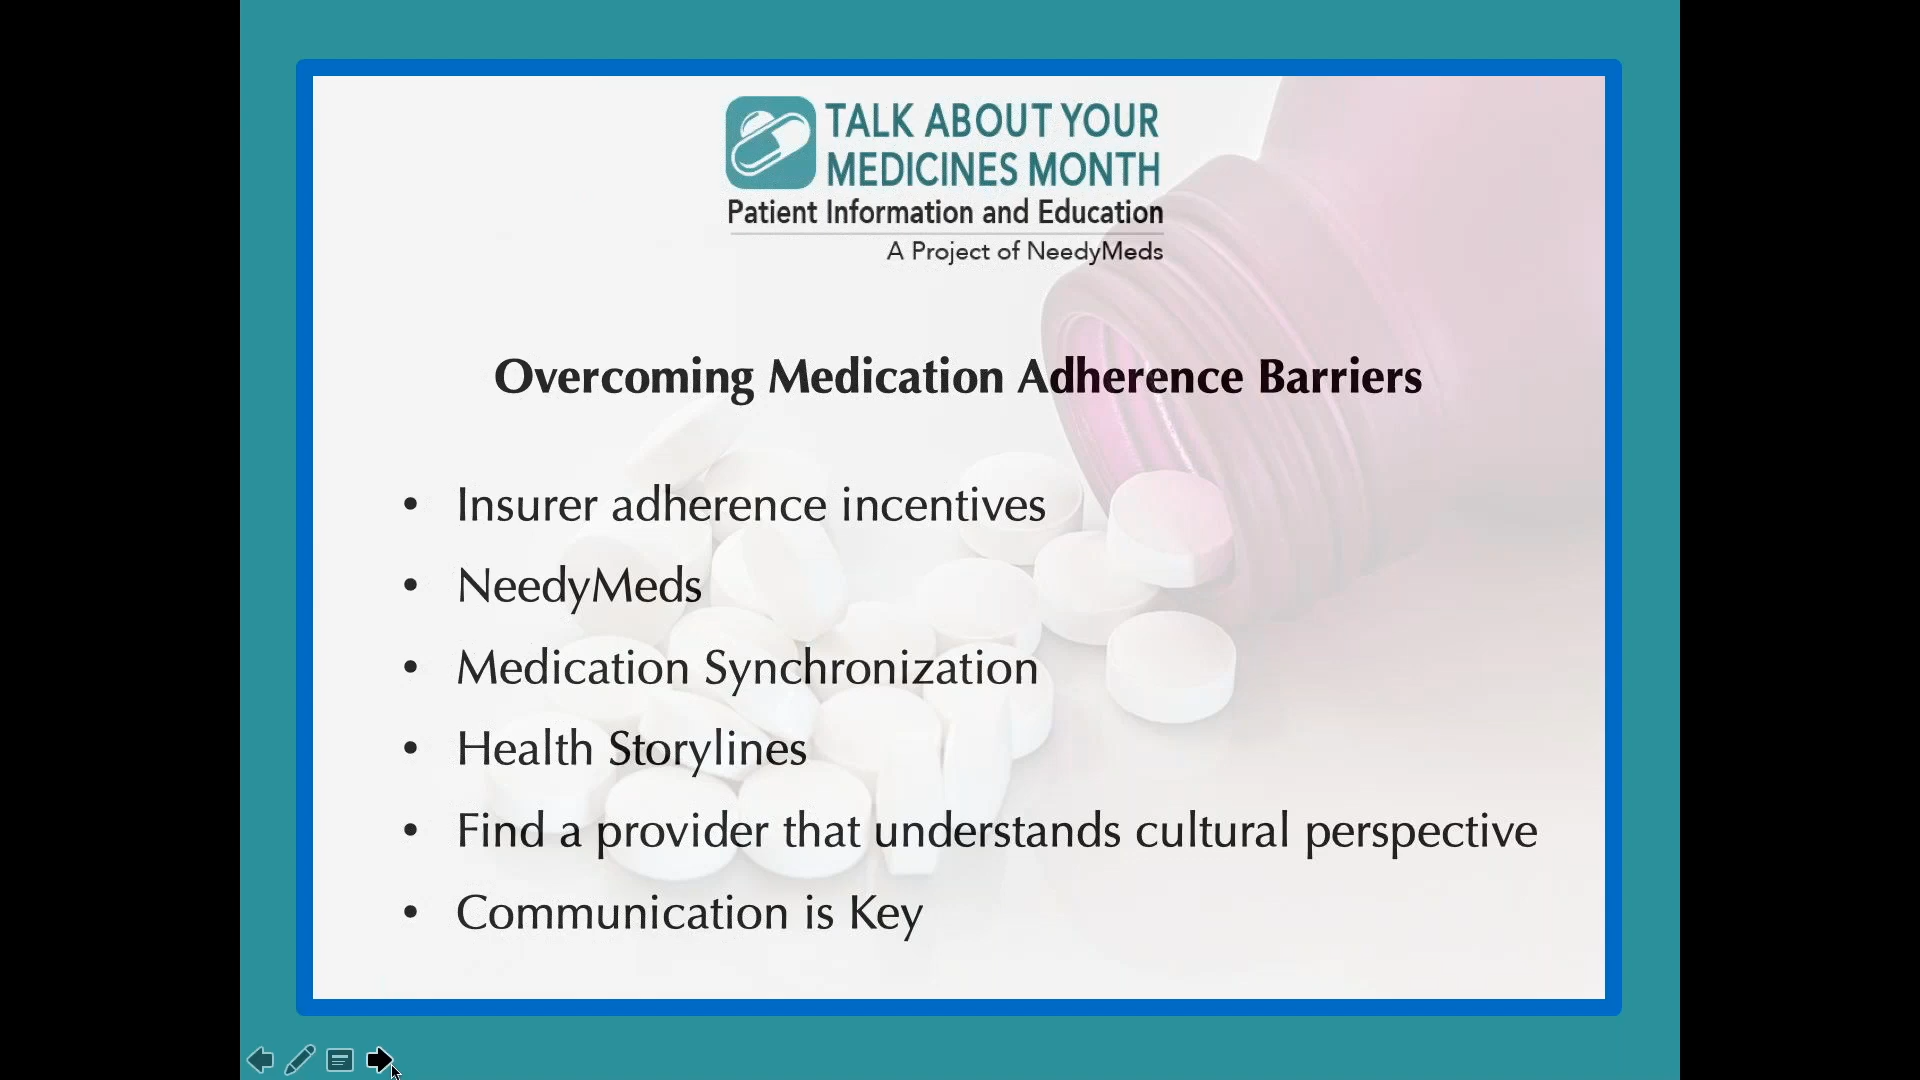 TALK ABOUT YOUR
MEDICINES MONTH
Patient Information and Education
A Project of NeedyMeds
Overcoming Medication Adherence Barriers
• Insurer adherence incentives
• NeedyMeds
• Medication Synchronization
• Health Storylines
• Find a provider that understands cultural perspective
• Communication is Key